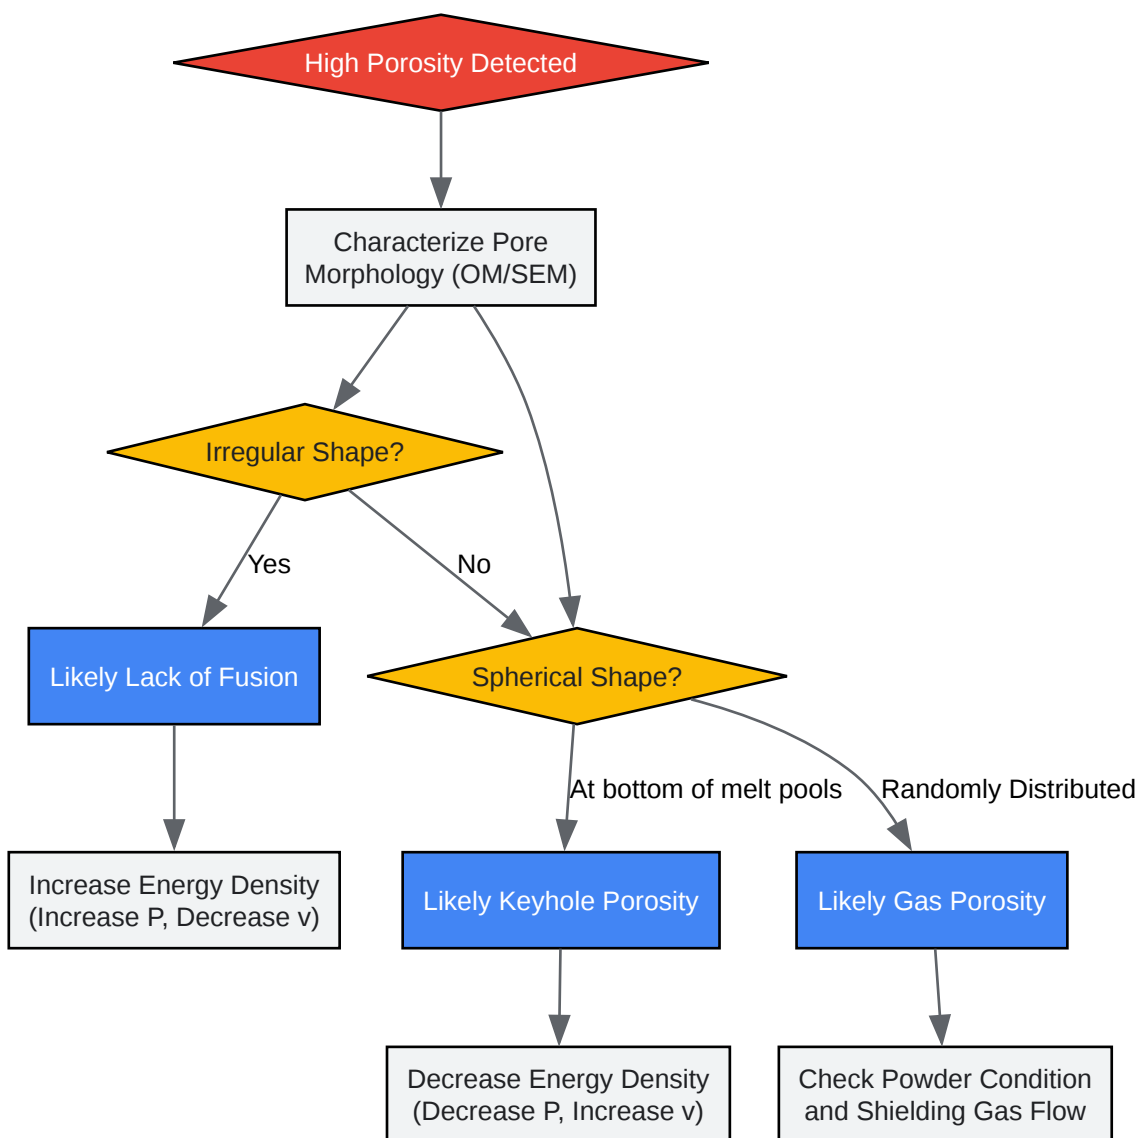 High Porosity Detected
Characterize Pore
Morphology (OM/SEM)
Irregular Shape?
Yes
No
Likely Lack of Fusion
Spherical Shape?
At bottom of melt pools
Randomly Distributed
Increase Energy Density
(Increase P, Decrease v)
Likely Keyhole Porosity
Likely Gas Porosity
Decrease Energy Density
(Decrease P, Increase v)
Check Powder Condition
and Shielding Gas Flow